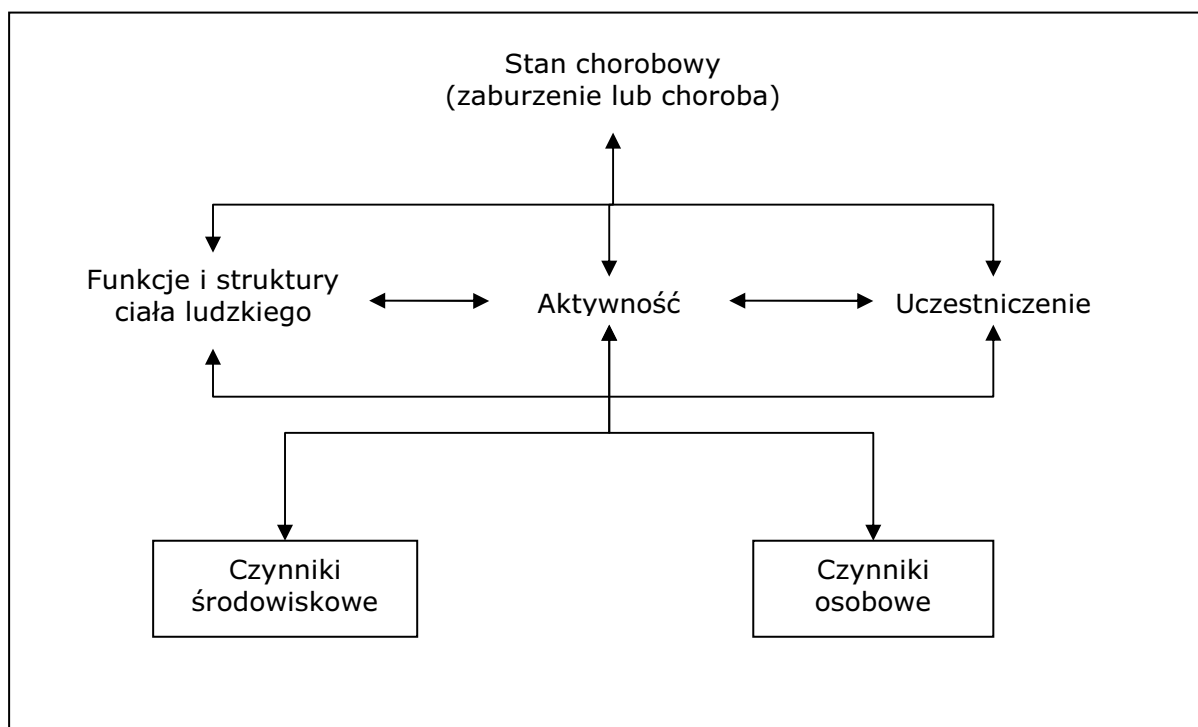 Stan chorobowy
(zaburzenie lub choroba)
Funkcje i struktury
ciała ludzkiego
Aktywność
Uczestniczenie
Czynniki
środowiskowe
Czynniki
osobowe